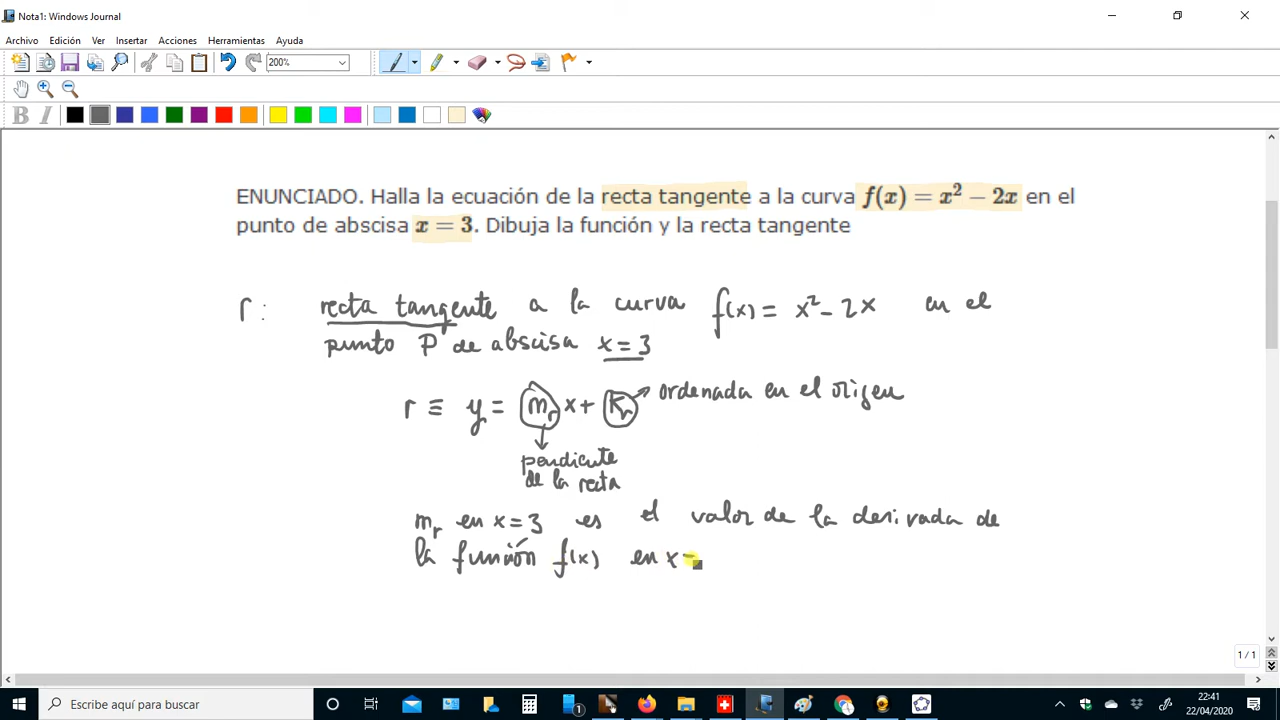 Nota1: Windows Journal
Archivo Edición Ver Insertar Acciones Herramientas Ayuda
200%
B I
ENUNCIADO. Halla la ecuación de la recta tangente a la curva f(x) = x² − 2x en el
punto de abscisa x = 3. Dibuja la función y la recta tangente
r: recta tangente a la curva f(x) = x² - 2x en el
punto P de abscisa x = 3
r ≡ y = mr x + Kr → ordenada en el origen
pendiente
de la recta
mr en x = 3 es el valor de la derivada de
la función f(x) en x =
1 / 1
Escribe aquí para buscar
1
22:41
22/04/2020